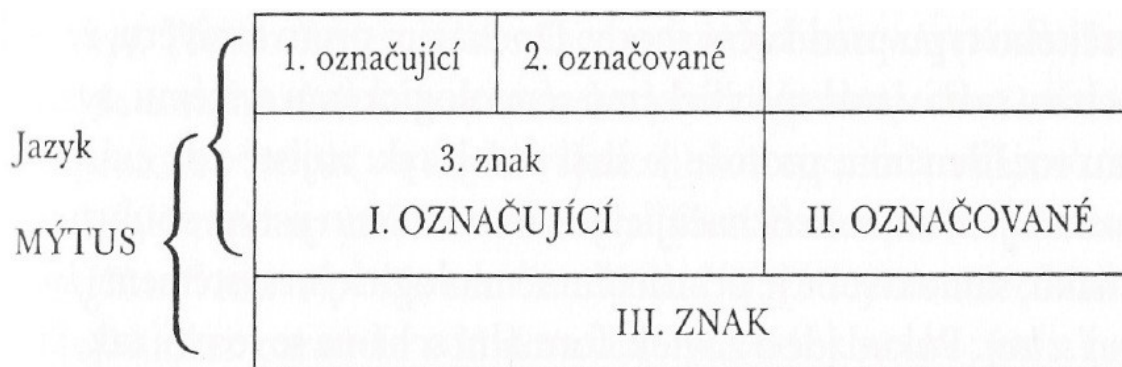 1. označující 2. označované
Jazyk 3. znak
MÝTUS I. OZNAČUJÍCÍ II. OZNAČOVANÉ
III. ZNAK